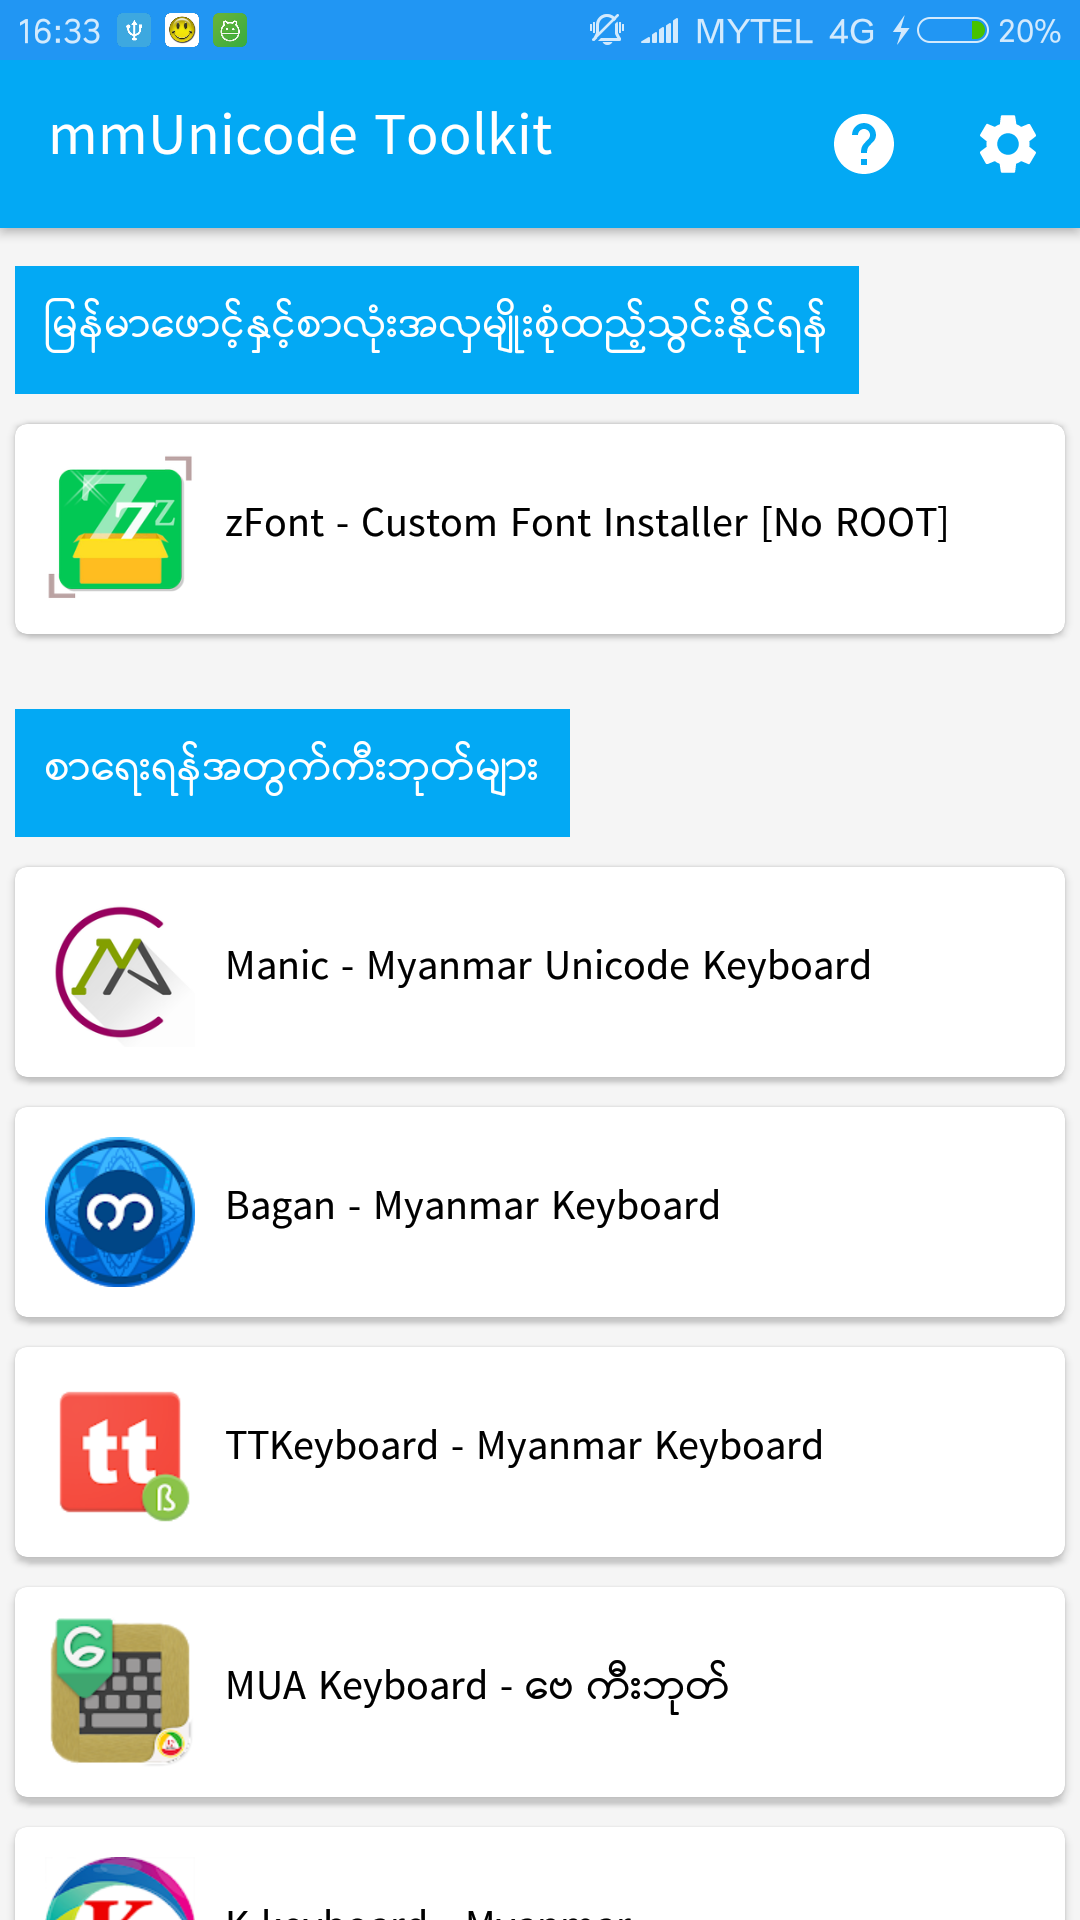 16:33 MYTEL 4G 20%
mmUnicode Toolkit
မြန်မာဖောင့်နှင့်စာလုံးအလှမျိုးစုံထည့်သွင်းနိုင်ရန်
zFont - Custom Font Installer [No ROOT]
စာရေးရန်အတွက်ကီးဘုတ်များ
Manic - Myanmar Unicode Keyboard
Bagan - Myanmar Keyboard
TTKeyboard - Myanmar Keyboard
MUA Keyboard - ဗေ ကီးဘုတ်
K keyboard - Myanmar